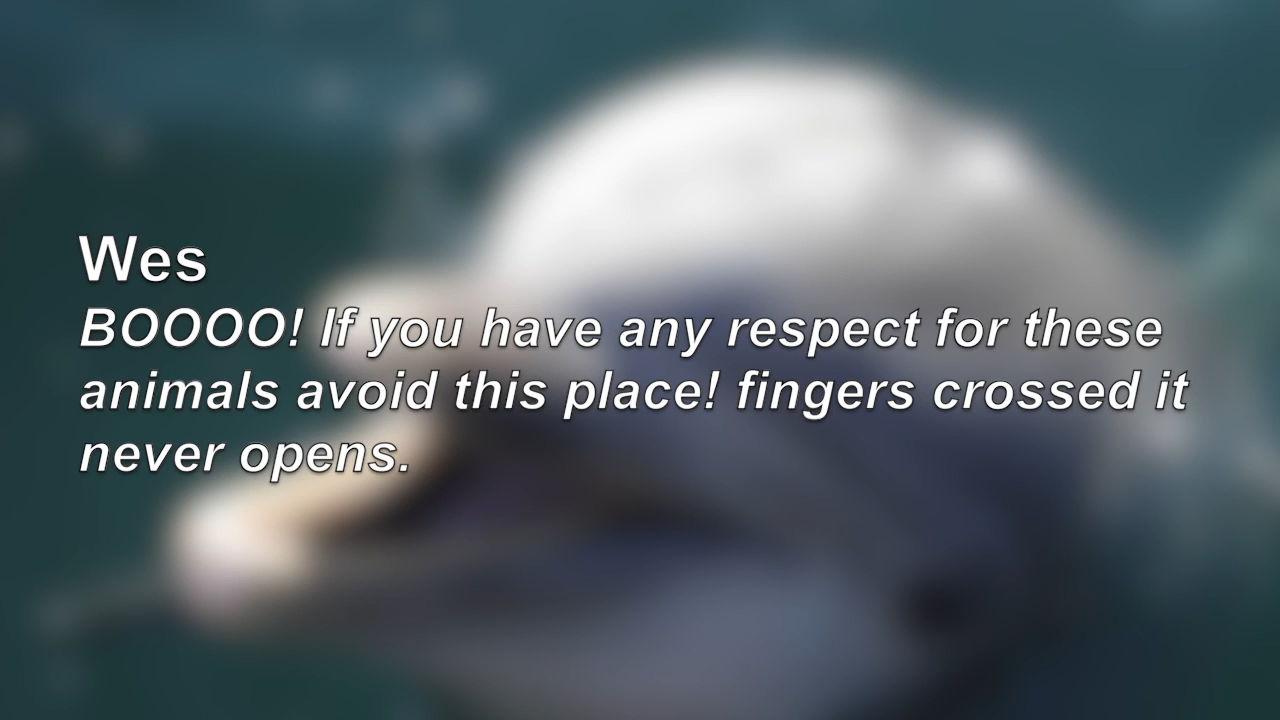 Wes
BOOOO! If you have any respect for these
animals avoid this place! fingers crossed it
never opens.